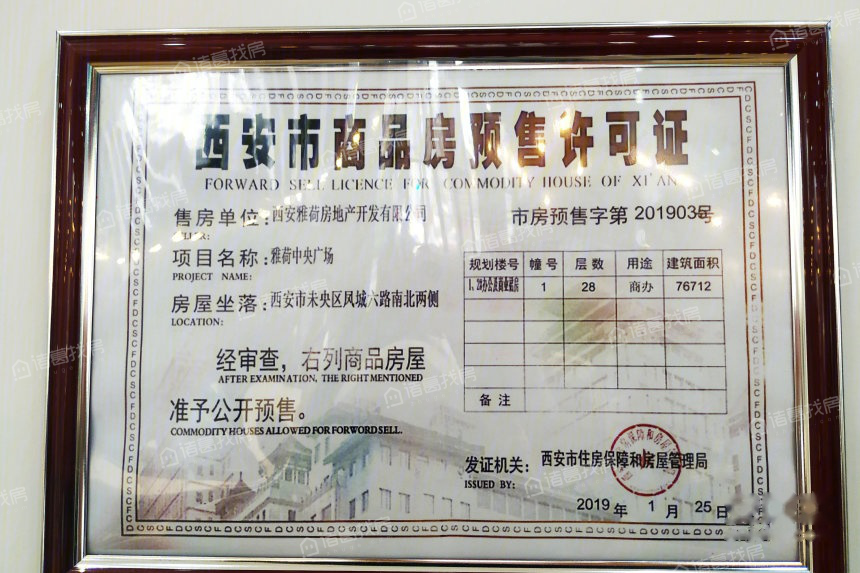 西安市商品房预售许可证
FORWARD SELL LICENCE FOR COMMODITY HOUSE OF XI'AN
售房单位:西安雅荷房地产开发有限公司
市房预售字第 201903号
项目名称:雅荷中央广场
PROJECT NAME:
房屋坐落:西安市未央区凤城六路南北两侧
LOCATION:
规划楼号 幢号 层数 用途 建筑面积
1 28 商办 76712
备注
经审查,右列商品房屋
AFTER EXAMINATION, THE RIGHT MENTIONED
准予公开预售。
COMMODITY HOUSES ALLOWED FOR FORWORD SELL.
发证机关:西安市住房保障和房屋管理局
ISSUED BY:
2019 年 1 月 25 日
诸葛找房